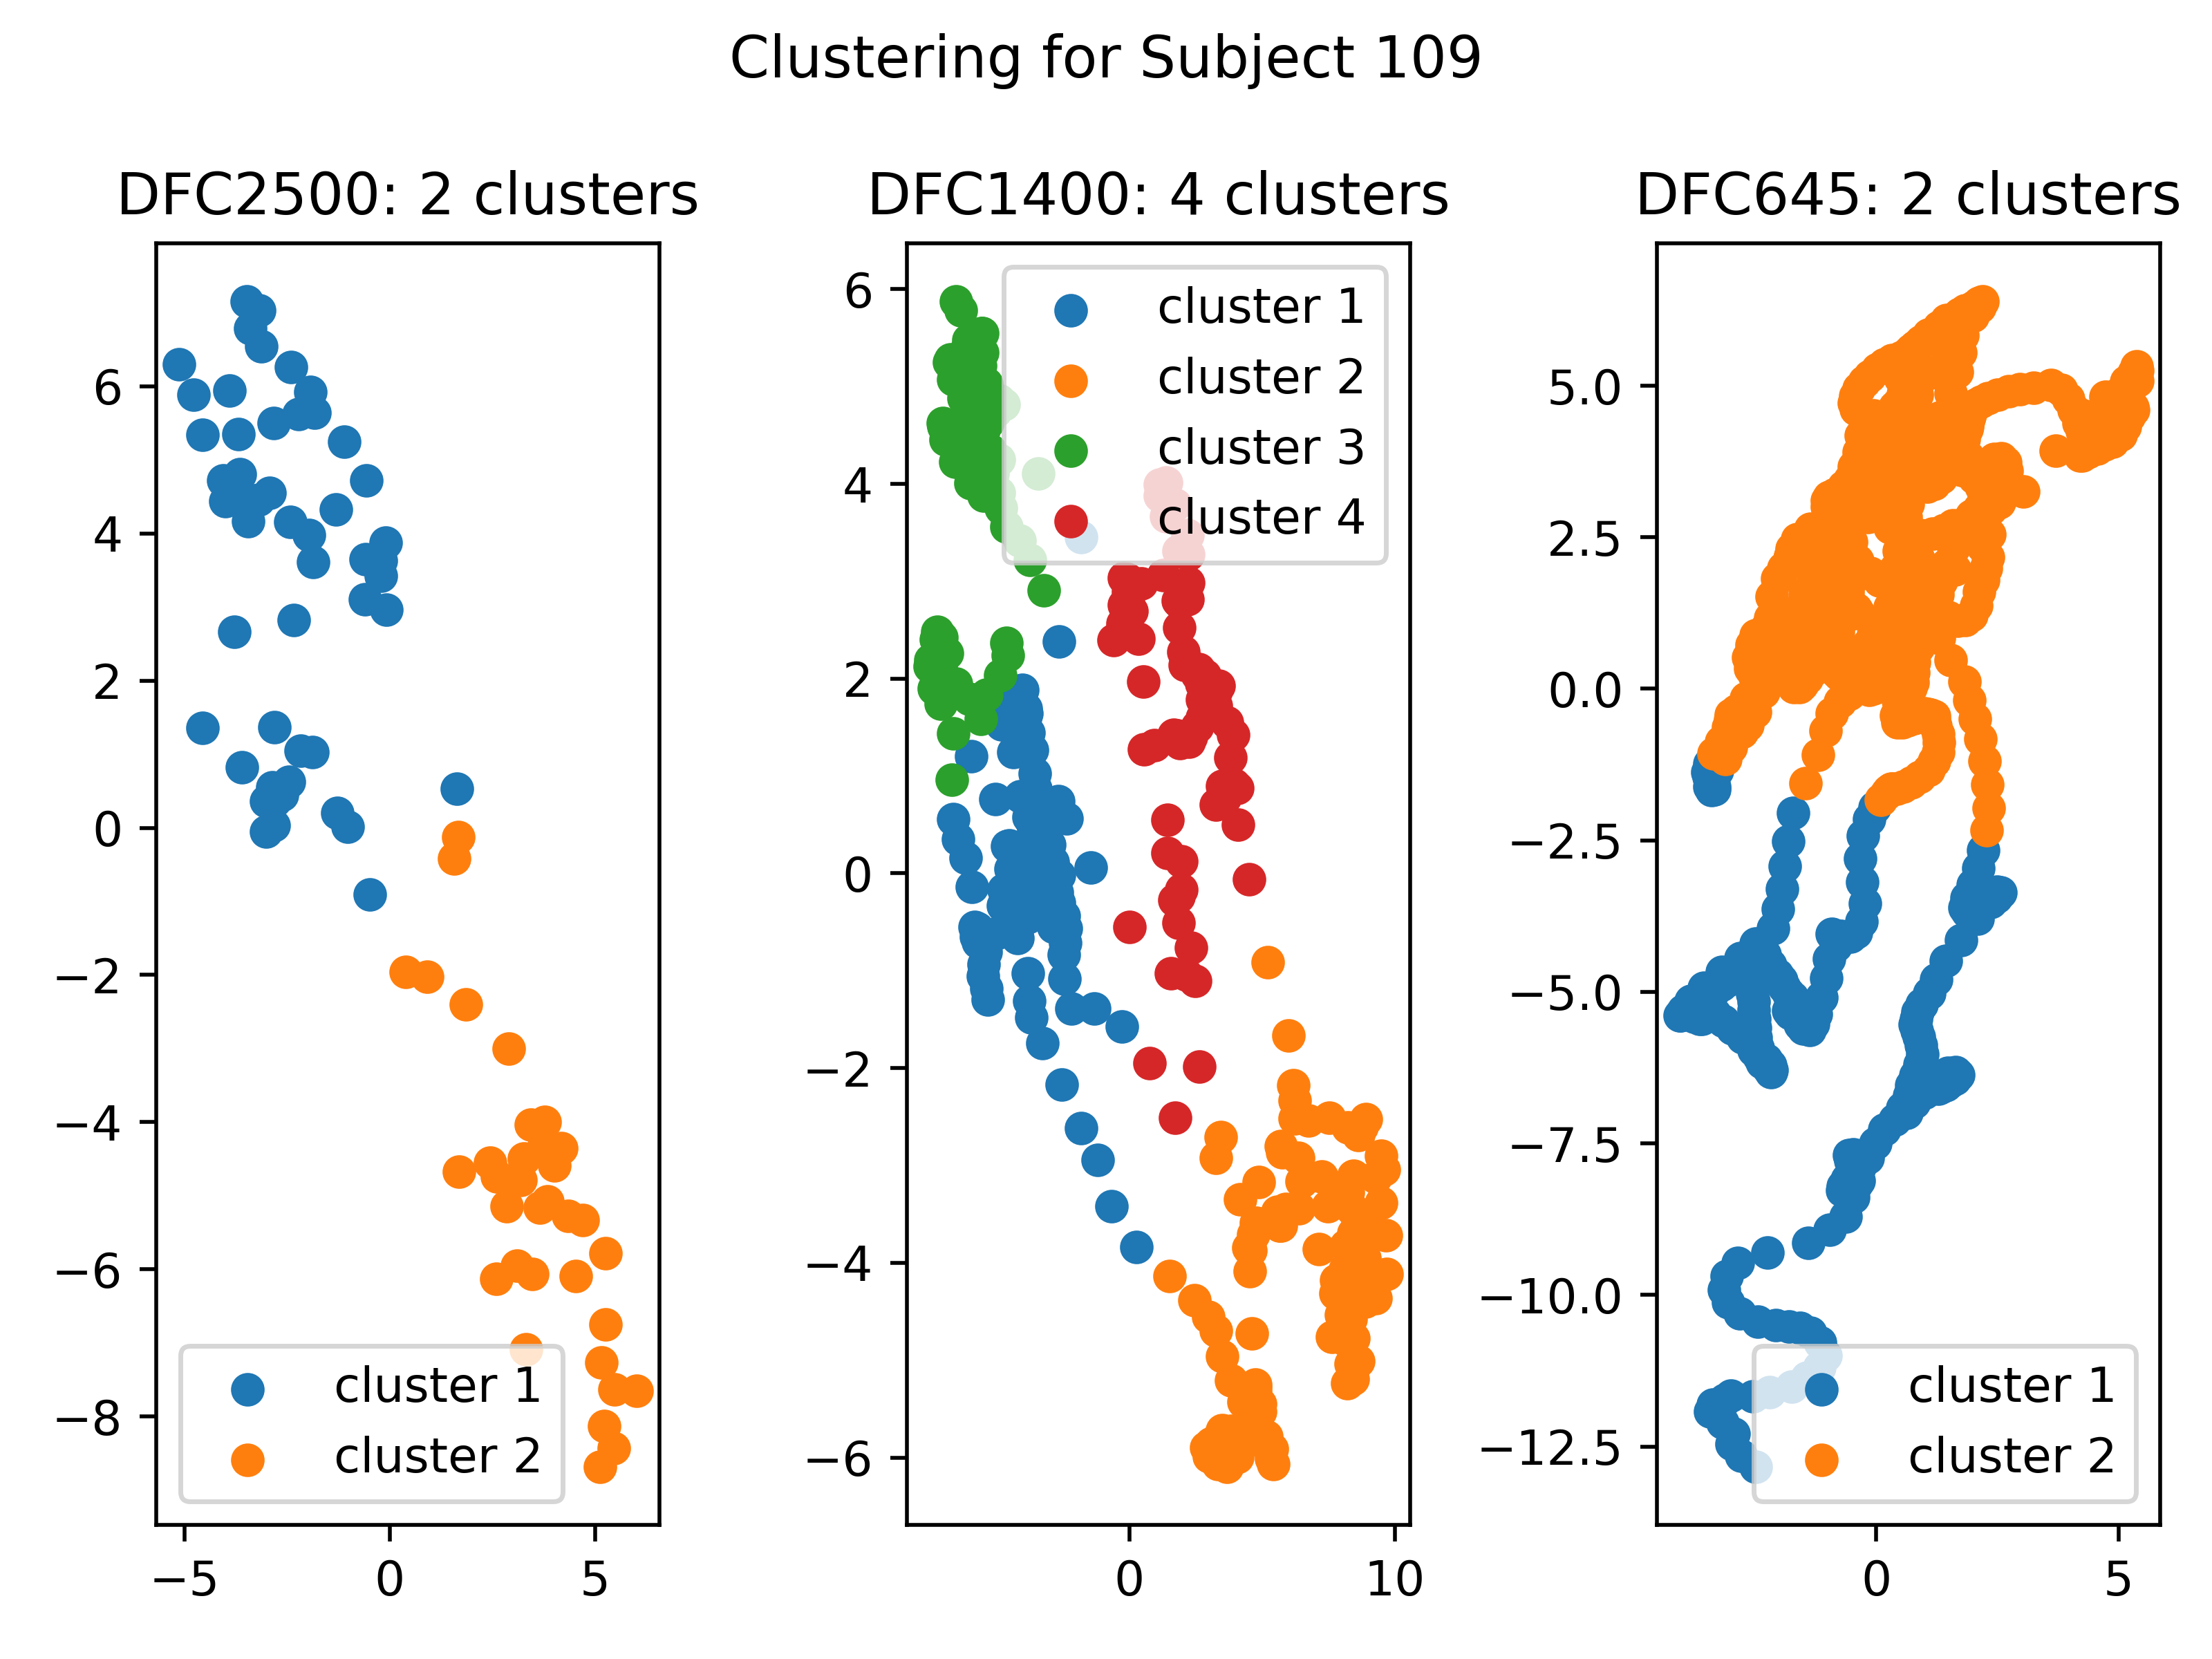 Clustering for Subject 109
DFC2500: 2 clusters
6
4
2
0
−2
−4
−6
−8
−5
0
5
cluster 1
cluster 2
DFC1400: 4 clusters
6
4
2
0
−2
−4
−6
0
10
cluster 1
cluster 2
cluster 3
cluster 4
DFC645: 2 clusters
5.0
2.5
0.0
−2.5
−5.0
−7.5
−10.0
−12.5
0
5
cluster 1
cluster 2